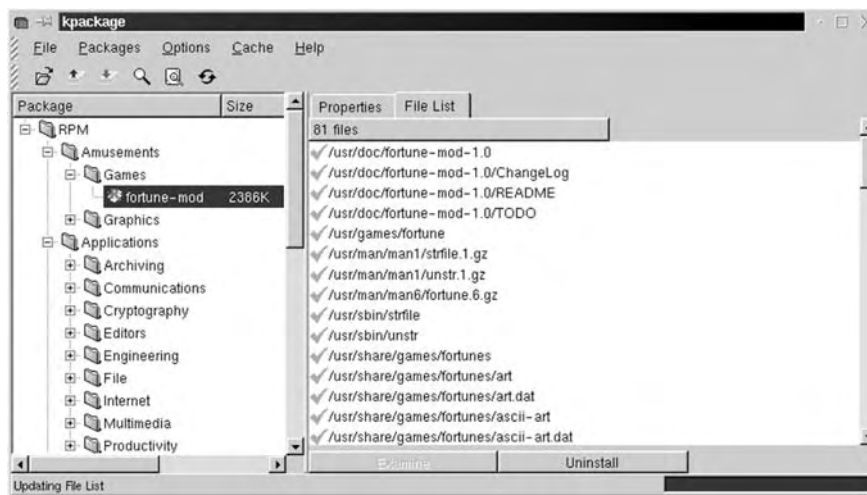 kpackage
File Packages Options Cache Help
Package Size
RPM
Amusements
Games
fortune-mod 2386K
Graphics
Applications
Archiving
Communications
Cryptography
Editors
Engineering
File
Internet
Multimedia
Productivity
Properties File List
81 files
/usr/doc/fortune-mod-1.0
/usr/doc/fortune-mod-1.0/ChangeLog
/usr/doc/fortune-mod-1.0/README
/usr/doc/fortune-mod-1.0/TODO
/usr/games/fortune
/usr/man/man1/strfile.1.gz
/usr/man/man1/unstr.1.gz
/usr/man/man6/fortune.6.gz
/usr/sbin/strfile
/usr/sbin/unstr
/usr/share/games/fortunes
/usr/share/games/fortunes/art
/usr/share/games/fortunes/art.dat
/usr/share/games/fortunes/ascii-art
/usr/share/games/fortunes/ascii-art.dat
Examine Uninstall
Updating File List